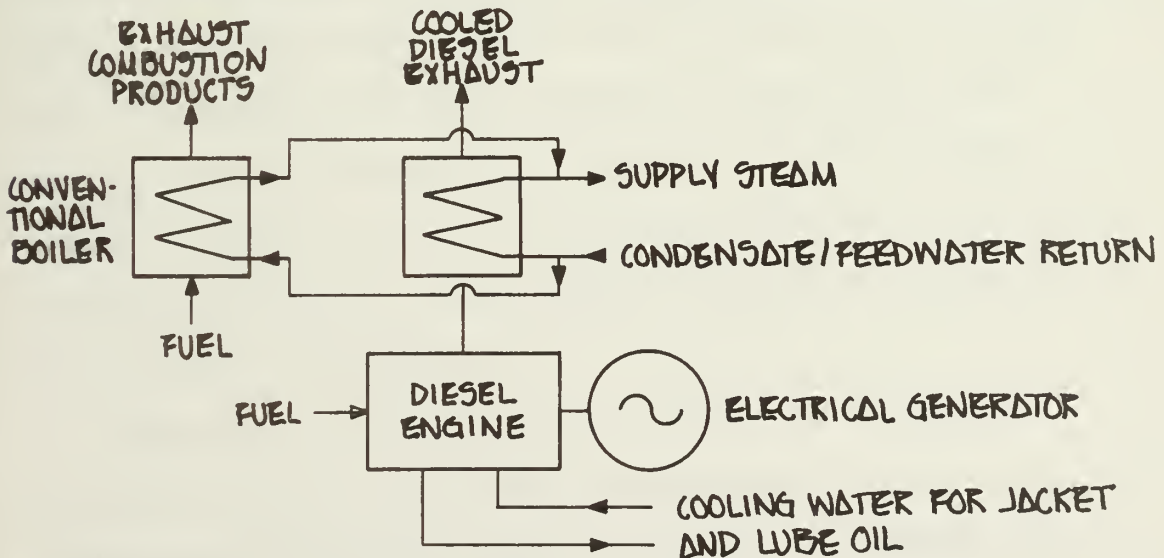 EXHAUST
COMBUSTION
PRODUCTS
COOLED
DIESEL
EXHAUST
CONVEN-
TIONAL
BOILER
SUPPLY STEAM
CONDENSATE/FEEDWATER RETURN
FUEL
FUEL
DIESEL
ENGINE
ELECTRICAL GENERATOR
COOLING WATER FOR JACKET
AND LUBE OIL